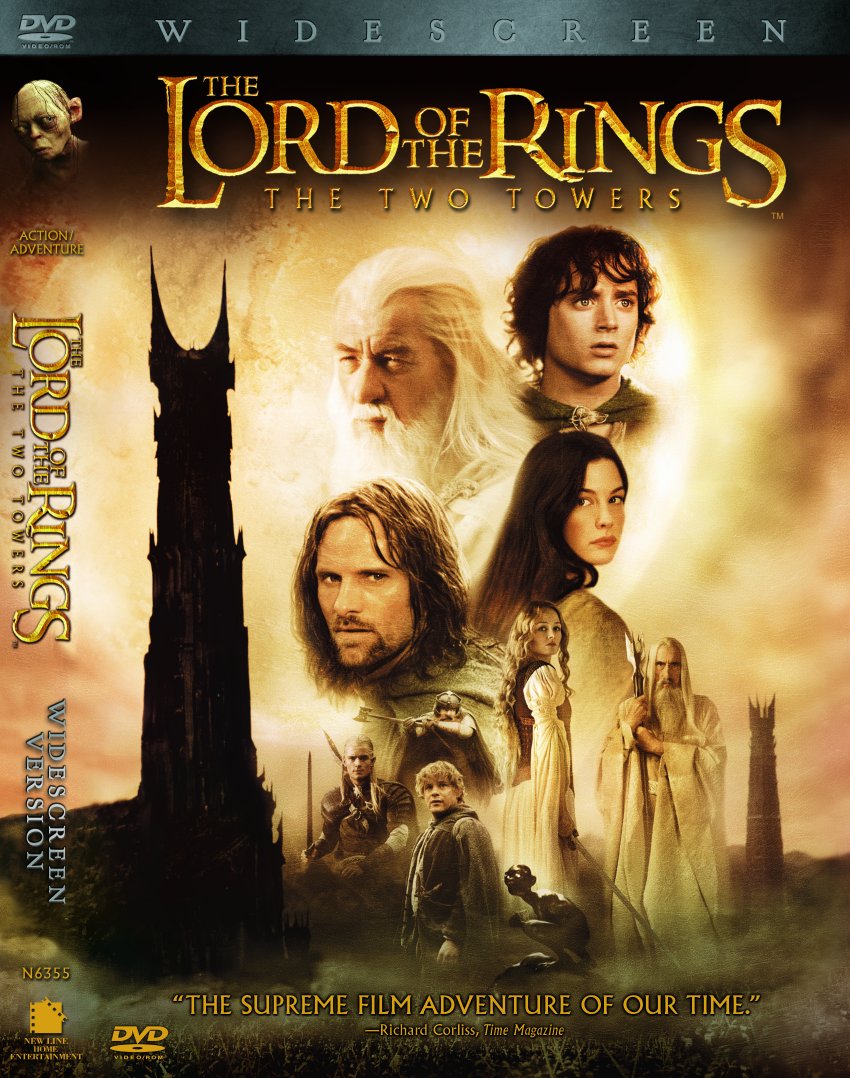 DVD
VIDEO/ROM
WIDESCREEN
THE
LORD OF THE RINGS
THE TWO TOWERS
™
ACTION/
ADVENTURE
THE
LORD OF THE RINGS
THE TWO TOWERS
™
WIDESCREEN
VERSION
N6355
NEW LINE
HOME
ENTERTAINMENT
“THE SUPREME FILM ADVENTURE OF OUR TIME.”
—Richard Corliss, Time Magazine
DVD
VIDEO/ROM